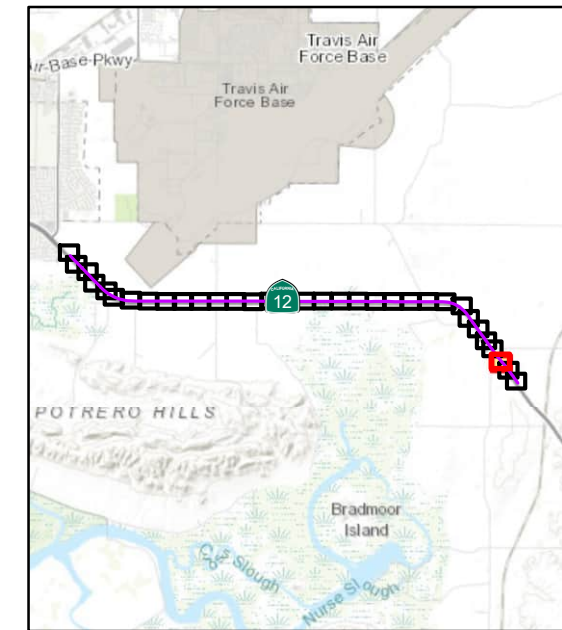 Travis Air
Force Base
Air-Base-Pkwy
Travis Air
Force Base
CALIFORNIA
12
POTRERO HILLS
Bradmoor
Island
Slough
Nurse Slough